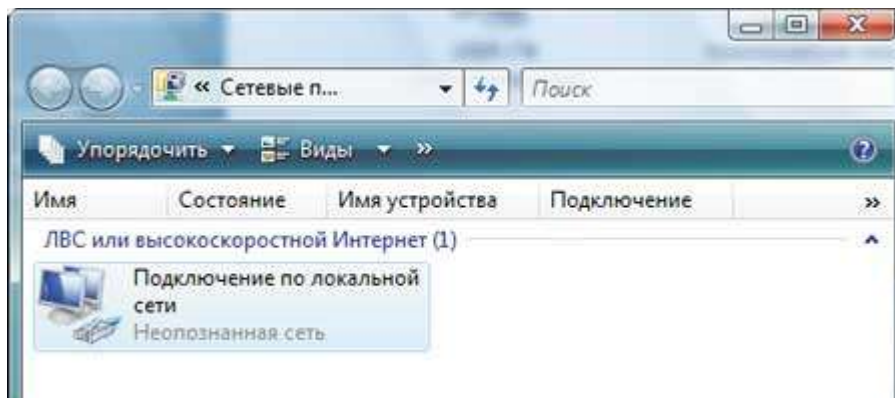 « Сетевые п...
Поиск
Упорядочить Виды »
Имя Состояние Имя устройства Подключение »
ЛВС или высокоскоростной Интернет (1)
Подключение по локальной
сети
Неопознанная сеть